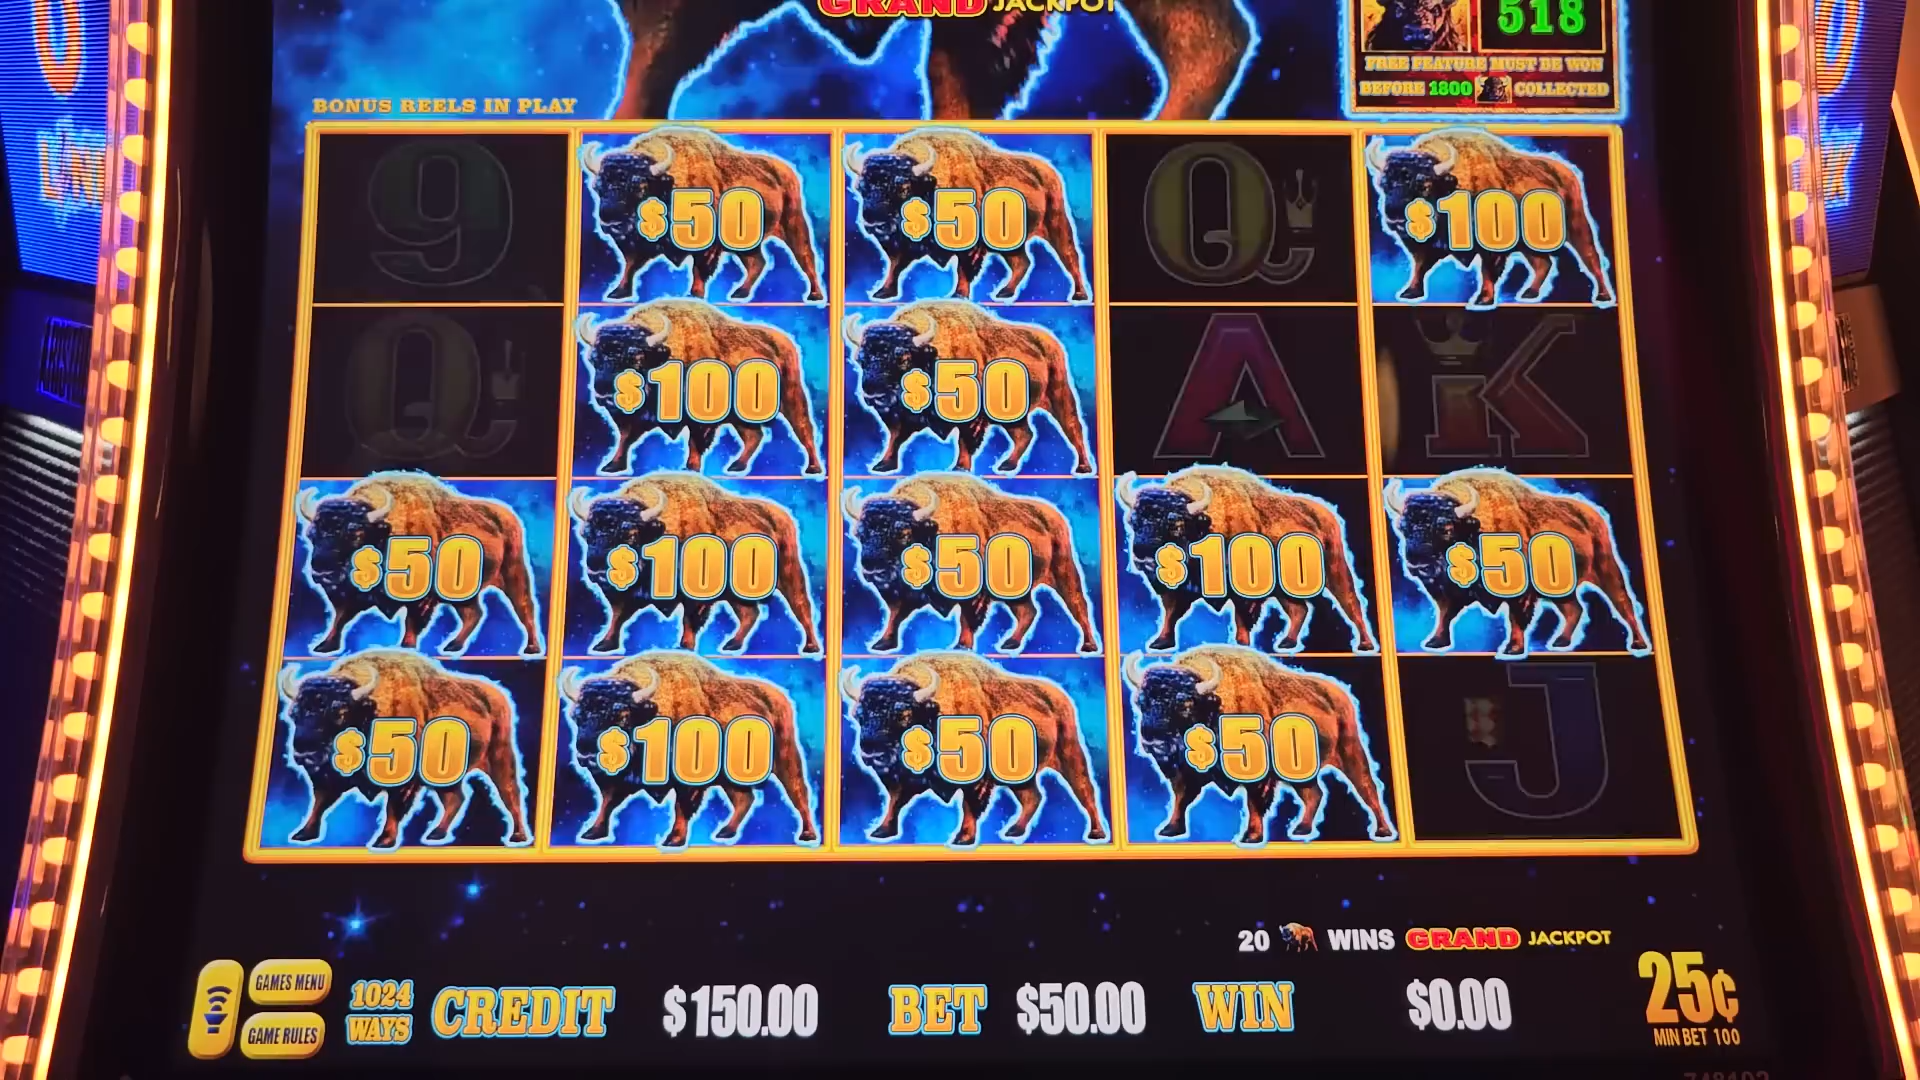 GRAND JACKPOT
518
FREE FEATURE MUST BE WON
BEFORE 1800 COLLECTED
BONUS REELS IN PLAY
9 $50 $50 Q $100
Q $100 $50 A K
$50 $100 $50 $100 $50
$50 $100 $50 $50 J
20 WINS GRAND JACKPOT
GAMES MENU
GAME RULES
1024
WAYS
CREDIT $150.00 BET $50.00 WIN $0.00
25¢
MIN BET 100